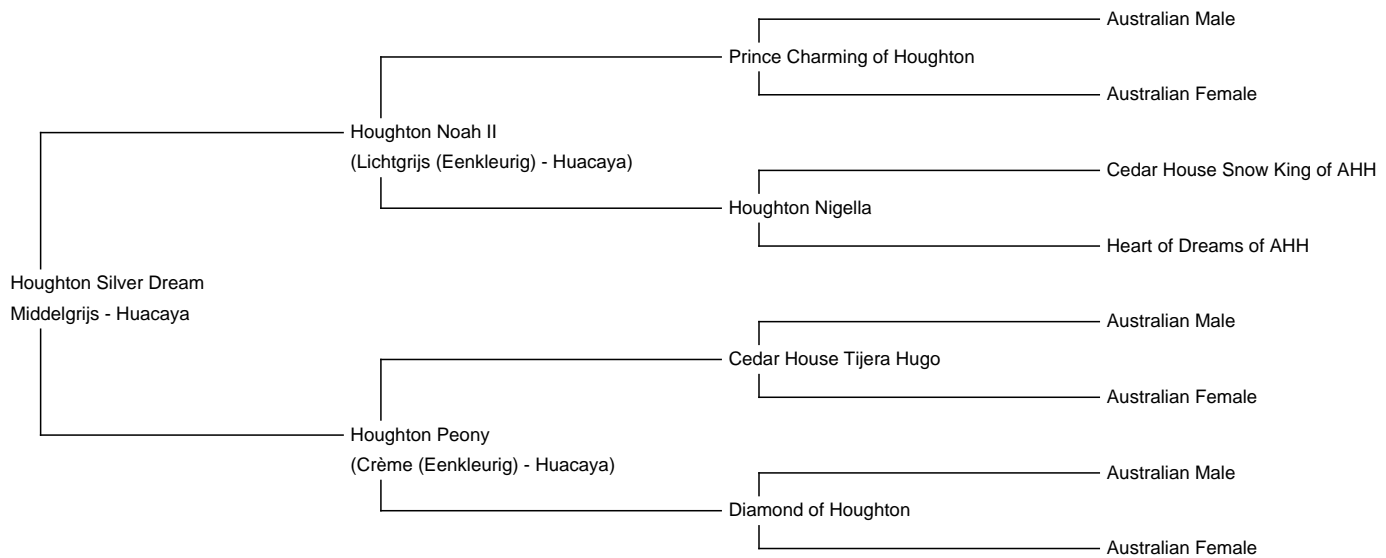 Australian Male
Prince Charming of Houghton
Australian Female
Houghton Noah II
(Lichtgrijs (Eenkleurig) - Huacaya)
Cedar House Snow King of AHH
Houghton Nigella
Heart of Dreams of AHH
Houghton Silver Dream
Middelgrijs - Huacaya
Australian Male
Cedar House Tijera Hugo
Australian Female
Houghton Peony
(Crème (Eenkleurig) - Huacaya)
Australian Male
Diamond of Houghton
Australian Female